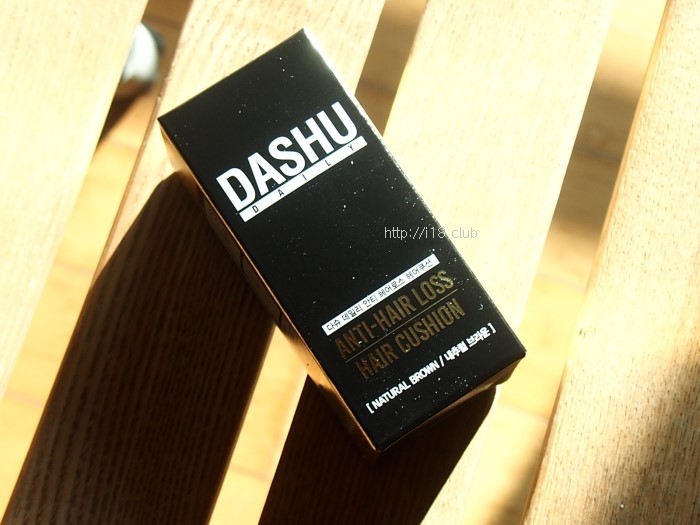 DASHU
DAILY
http://i18.club
다슈 데일리 안티 헤어로스 헤어쿠션
ANTI-HAIR LOSS
HAIR CUSHION
[ NATURAL BROWN / 내추럴 브라운 ]